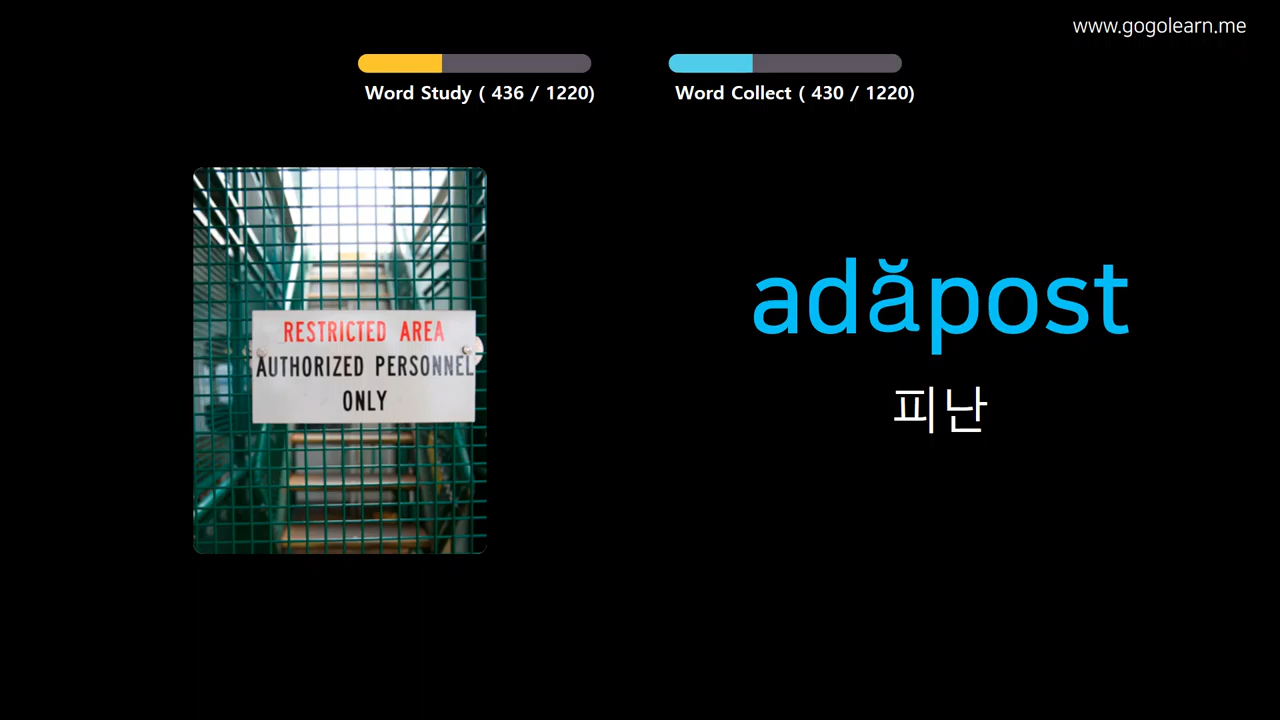 www.gogolearn.me
Word Study ( 436 / 1220)
Word Collect ( 430 / 1220)
RESTRICTED AREA
AUTHORIZED PERSONNEL
ONLY
adăpost
피난